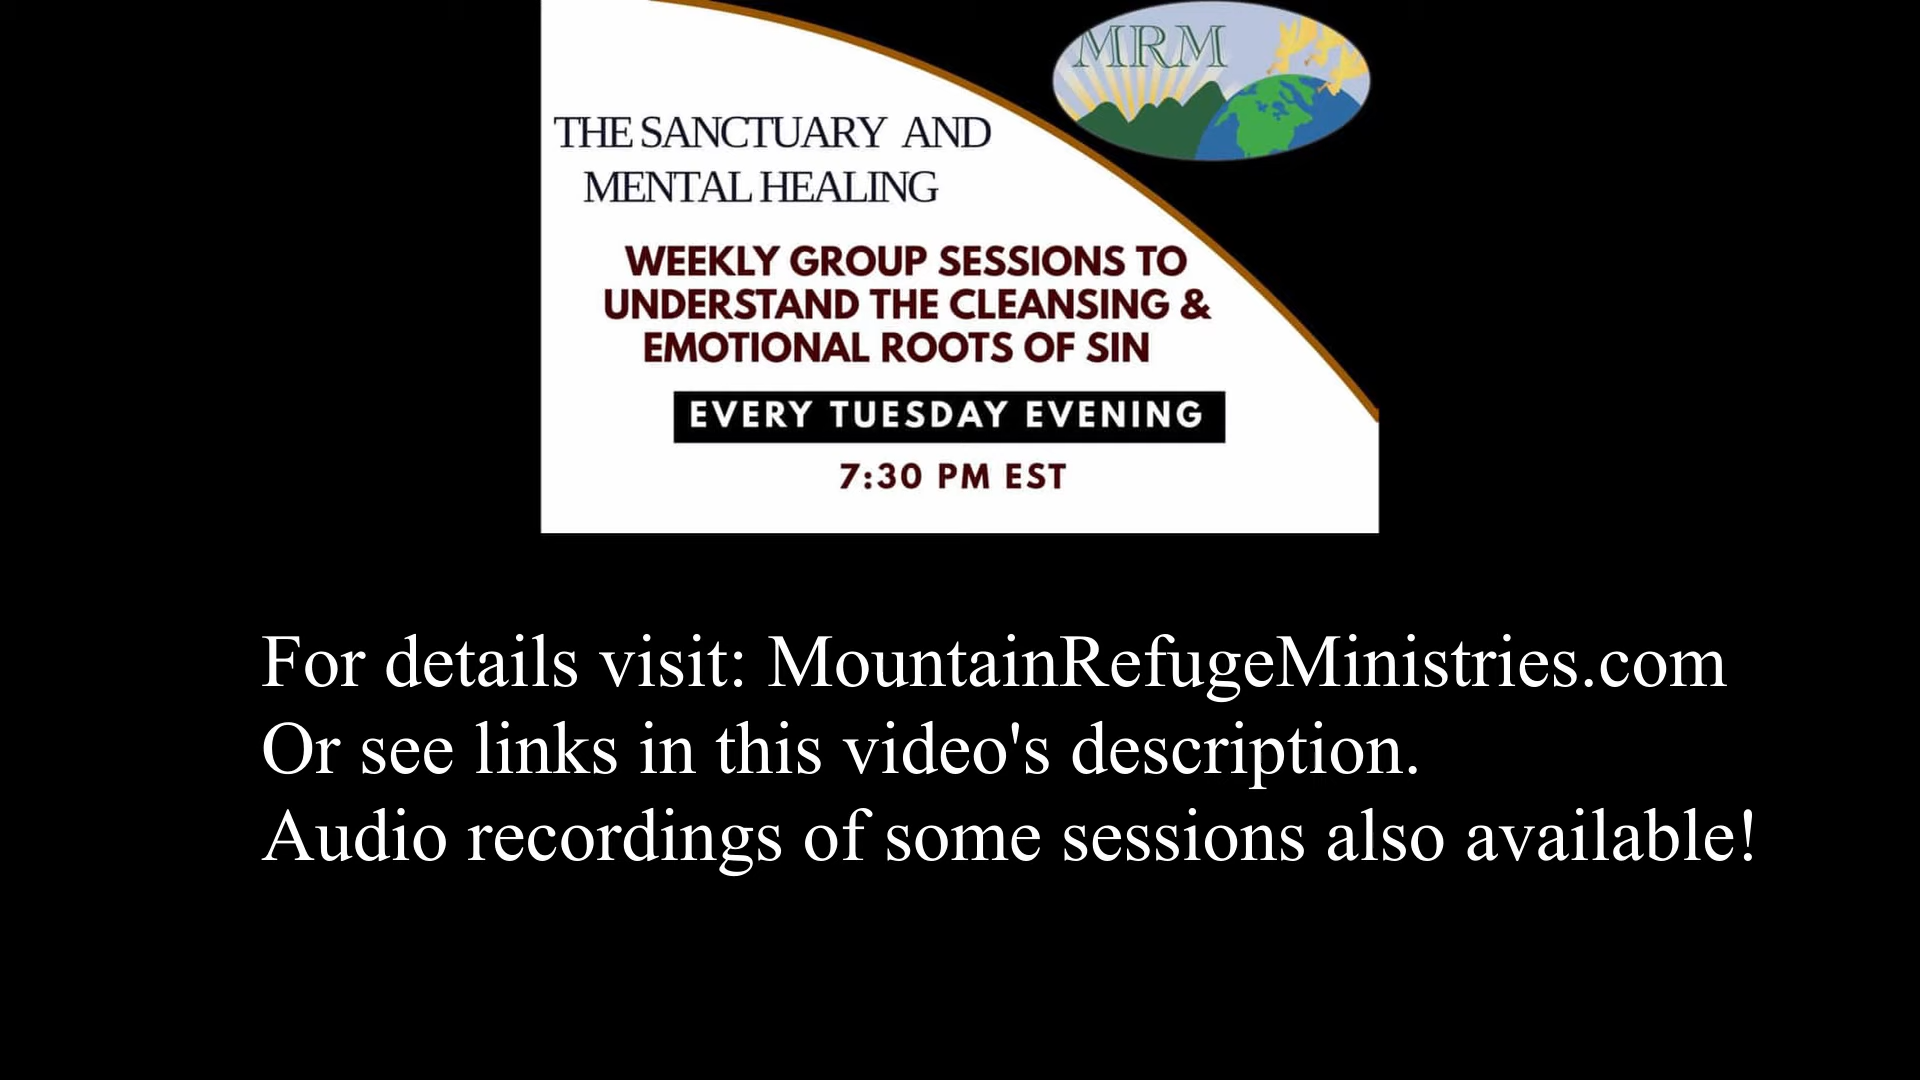 MRM
THE SANCTUARY AND
MENTAL HEALING
WEEKLY GROUP SESSIONS TO
UNDERSTAND THE CLEANSING &
EMOTIONAL ROOTS OF SIN
EVERY TUESDAY EVENING
7:30 PM EST
For details visit: MountainRefugeMinistries.com
Or see links in this video's description.
Audio recordings of some sessions also available!